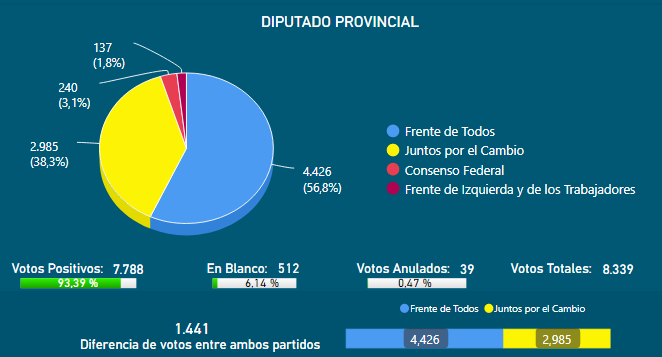 DIPUTADO PROVINCIAL
137
(1,8%)
240
(3,1%)
2.985
(38,3%)
4.426
(56,8%)
Frente de Todos
Juntos por el Cambio
Consenso Federal
Frente de Izquierda y de los Trabajadores
Votos Positivos: 7.788
93,39 %
En Blanco: 512
6,14 %
Votos Anulados: 39
0,47 %
Votos Totales: 8.339
1.441
Diferencia de votos entre ambos partidos
Frente de Todos Juntos por el Cambio
4,426 2,985